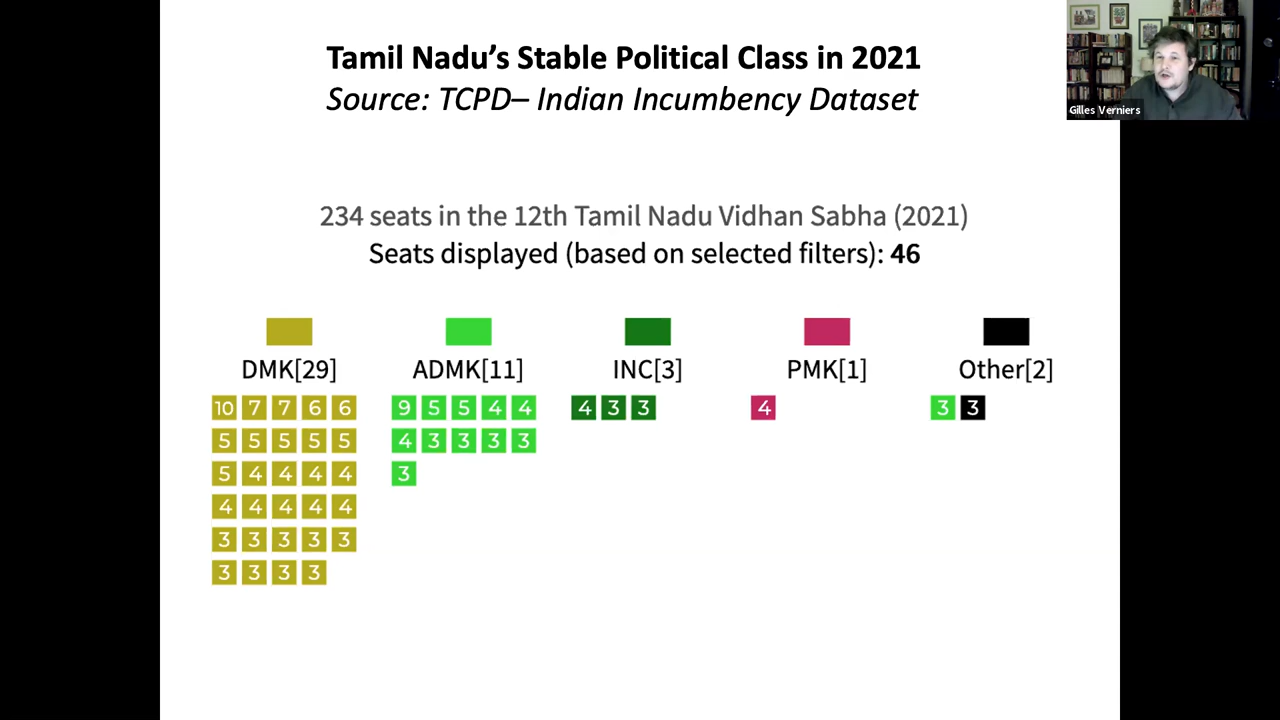 Tamil Nadu’s Stable Political Class in 2021
Source: TCPD– Indian Incumbency Dataset
Gilles Verniers
234 seats in the 12th Tamil Nadu Vidhan Sabha (2021)
Seats displayed (based on selected filters): 46
DMK[29] ADMK[11] INC[3] PMK[1] Other[2]
10 7 7 6 6 9 5 5 4 4 4 3 3 4 3 3
5 5 5 5 5 4 3 3 3 3
5 4 4 4 4 3
4 4 4 4 4
3 3 3 3 3
3 3 3 3